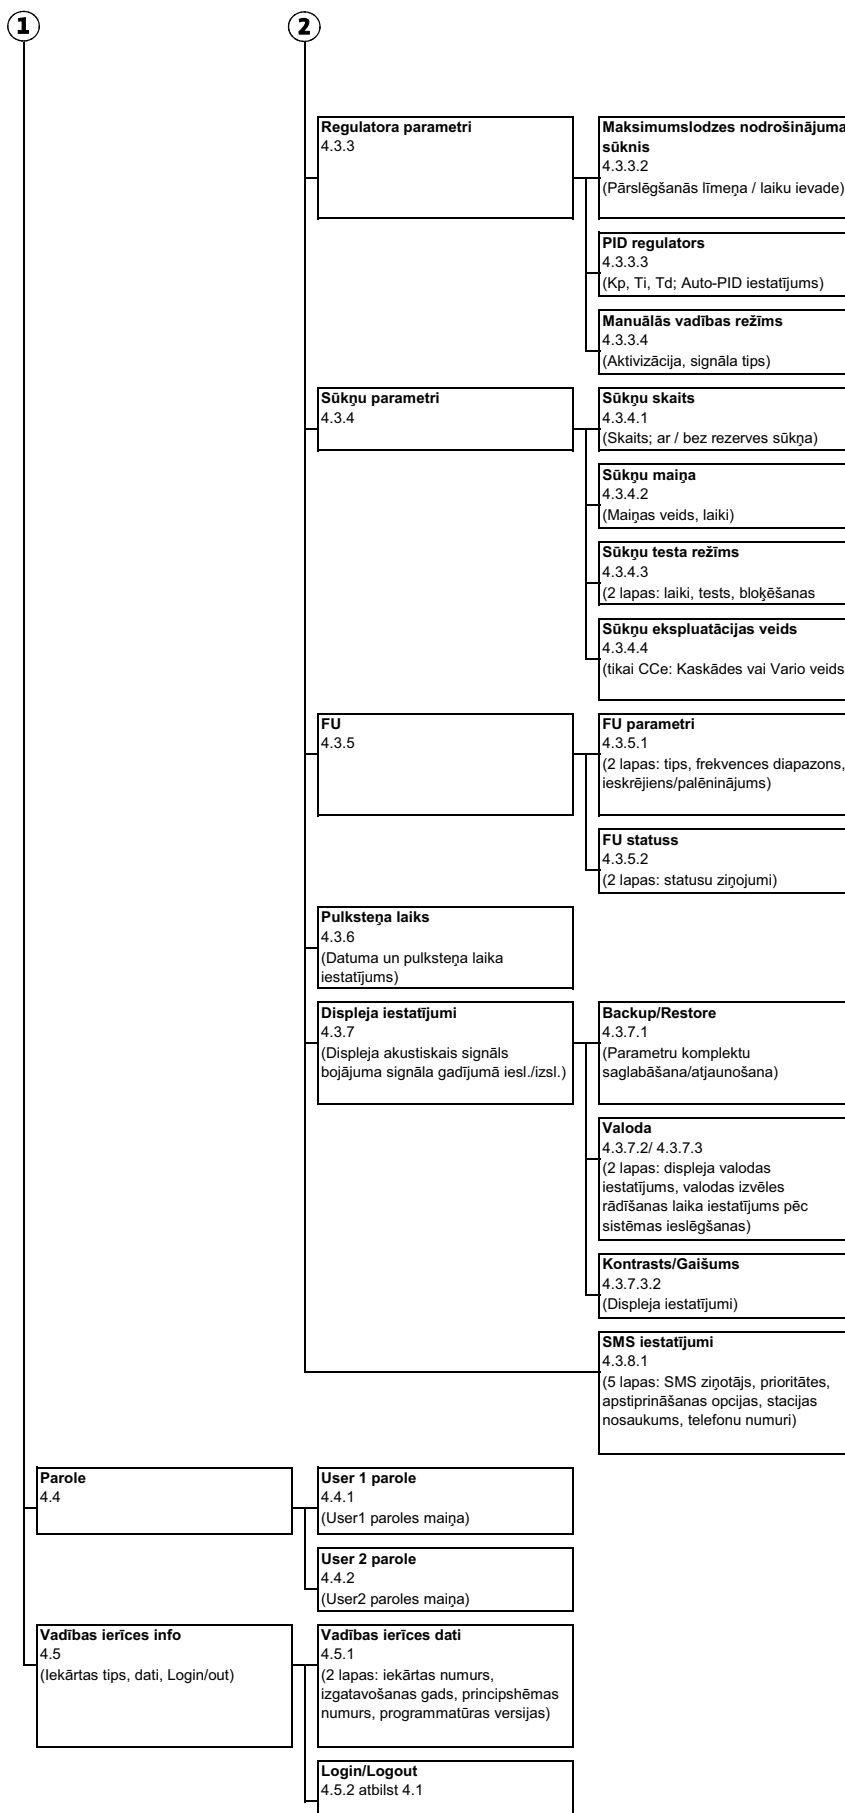 1
2
Regulatora parametri
4.3.3
Maksimumslodzes nodrošinājuma
sūknis
4.3.3.2
(Pārslēgšanās līmeņa / laiku ievade)
PID regulators
4.3.3.3
(Kp, Ti, Td; Auto-PID iestatījums)
Manuālās vadības režīms
4.3.3.4
(Aktivizācija, signāla tips)
Sūkņu parametri
4.3.4
Sūkņu skaits
4.3.4.1
(Skaits; ar / bez rezerves sūkņa)
Sūkņu maiņa
4.3.4.2
(Maiņas veids, laiki)
Sūkņu testa režīms
4.3.4.3
(2 lapas: laiki, tests, bloķēšanas
Sūkņu ekspluatācijas veids
4.3.4.4
(tikai CCe: Kaskādes vai Vario veids
FU
4.3.5
FU parametri
4.3.5.1
(2 lapas: tips, frekvences diapazons,
ieskrējiens/palēninājums)
FU statuss
4.3.5.2
(2 lapas: statusu ziņojumi)
Pulksteņa laiks
4.3.6
(Datuma un pulksteņa laika
iestatījums)
Displeja iestatījumi
4.3.7
(Displeja akustiskais signāls
bojājuma signāla gadījumā iesl./izsl.)
Backup/Restore
4.3.7.1
(Parametru komplektu
saglabāšana/atjaunošana)
Valoda
4.3.7.2/ 4.3.7.3
(2 lapas: displeja valodas
iestatījums, valodas izvēles
rādīšanas laika iestatījums pēc
sistēmas ieslēgšanas)
Kontrasts/Gaišums
4.3.7.3.2
(Displeja iestatījumi)
SMS iestatījumi
4.3.8.1
(5 lapas: SMS ziņotājs, prioritātes,
apstiprināšanas opcijas, stacijas
nosaukums, telefonu numuri)
Parole
4.4
User 1 parole
4.4.1
(User1 paroles maiņa)
User 2 parole
4.4.2
(User2 paroles maiņa)
Vadības ierīces info
4.5
(Iekārtas tips, dati, Login/out)
Vadības ierīces dati
4.5.1
(2 lapas: iekārtas numurs,
izgatavošanas gads, principshēmas
numurs, programmatūras versijas)
Login/Logout
4.5.2 atbilst 4.1